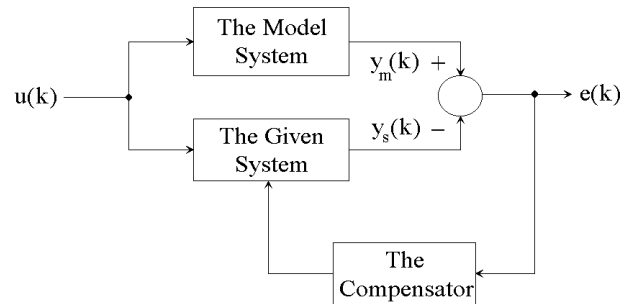 The Model
System
y_m(k) +
u(k)
e(k)
The Given
System
y_s(k) −
The
Compensator